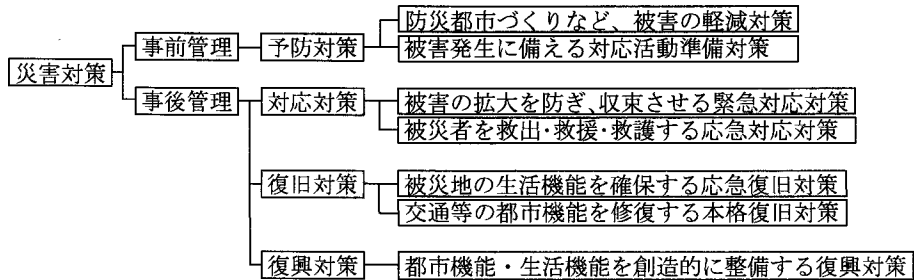 防災都市づくりなど、被害の軽減対策
事前管理 予防対策
被害発生に備える対応活動準備対策
災害対策
事後管理 対応対策 被害の拡大を防ぎ、収束させる緊急対応対策
被災者を救出・救援・救護する応急対応対策
復旧対策 被災地の生活機能を確保する応急復旧対策
交通等の都市機能を修復する本格復旧対策
復興対策 都市機能・生活機能を創造的に整備する復興対策